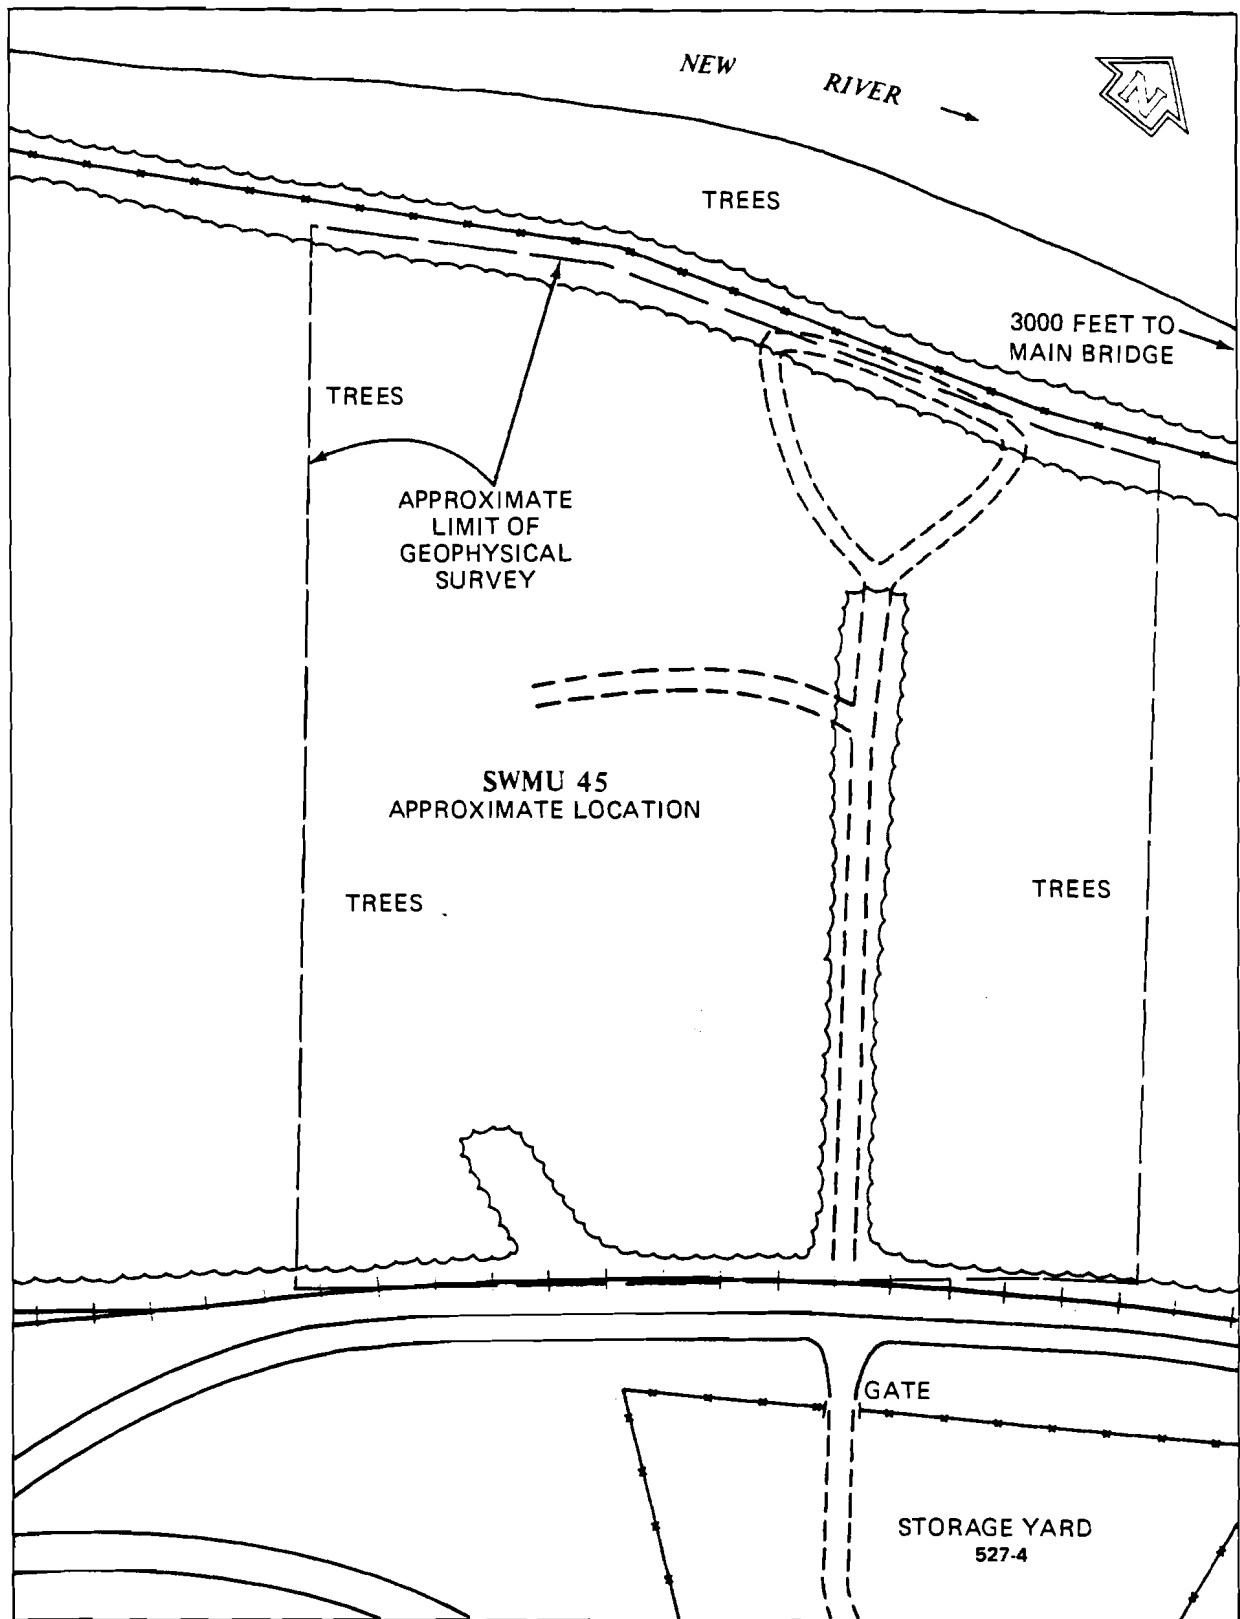 NEW RIVER
N
TREES
3000 FEET TO
MAIN BRIDGE
TREES
APPROXIMATE
LIMIT OF
GEOPHYSICAL
SURVEY
SWMU 45
APPROXIMATE LOCATION
TREES
TREES
GATE
STORAGE YARD
527-4